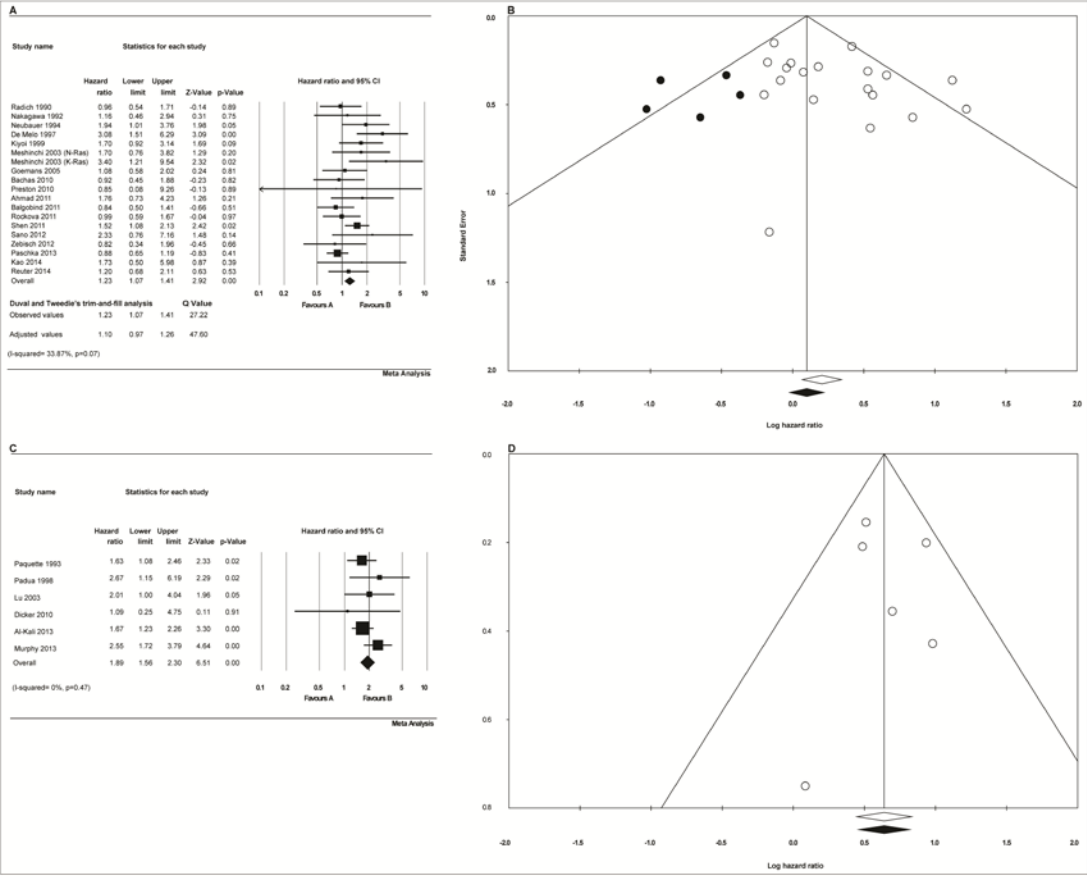 A
Study name Statistics for each study
Hazard ratio Lower limit Upper limit Z-Value p-Value Hazard ratio and 95% CI
Radich 1990 0.96 0.54 1.71 -0.14 0.89
Nakagawa 1992 1.16 0.46 2.94 0.31 0.75
Neubauer 1994 1.94 1.01 3.76 1.98 0.05
De Melo 1997 3.08 1.51 6.29 3.09 0.00
Kiyoi 1999 1.70 0.92 3.14 1.69 0.09
Meshinchi 2003 (N-Ras) 1.70 0.76 3.82 1.29 0.20
Meshinchi 2003 (K-Ras) 3.40 1.21 9.54 2.32 0.02
Goemans 2005 1.08 0.58 2.02 0.24 0.81
Bachas 2010 0.92 0.45 1.88 -0.23 0.82
Preston 2010 0.85 0.08 9.26 -0.13 0.89
Ahmad 2011 1.76 0.73 4.23 1.26 0.21
Balgobind 2011 0.84 0.50 1.41 -0.66 0.51
Rockova 2011 0.99 0.59 1.67 -0.04 0.97
Shen 2011 1.52 1.08 2.13 2.42 0.02
Sano 2012 2.33 0.76 7.16 1.48 0.14
Zebisch 2012 0.82 0.34 1.96 -0.45 0.66
Paschka 2013 0.88 0.65 1.19 -0.83 0.41
Kao 2014 1.73 0.50 5.98 0.87 0.39
Reuter 2014 1.20 0.68 2.11 0.63 0.53
Overall 1.23 1.07 1.41 2.92 0.00
0.1 0.2 0.5 1 2 5 10
Favours A Favours B
Duval and Tweedie's trim-and-fill analysis Q Value
Observed values 1.23 1.07 1.41 27.22
Adjusted values 1.10 0.97 1.26 47.60
(I-squared= 33.87%, p=0.07)
Meta Analysis
B
0.0
0.5
1.0
1.5
2.0
Standard Error
-2.0 -1.5 -1.0 -0.5 0.0 0.5 1.0 1.5 2.0
Log hazard ratio
C
Study name Statistics for each study
Hazard ratio Lower limit Upper limit Z-Value p-Value Hazard ratio and 95% CI
Paquette 1993 1.63 1.08 2.46 2.33 0.02
Padua 1998 2.67 1.15 6.19 2.29 0.02
Lu 2003 2.01 1.00 4.04 1.96 0.05
Dicker 2010 1.09 0.25 4.75 0.11 0.91
Al-Kali 2013 1.67 1.23 2.26 3.30 0.00
Murphy 2013 2.55 1.72 3.79 4.64 0.00
Overall 1.89 1.56 2.30 6.51 0.00
(I-squared= 0%, p=0.47)
0.1 0.2 0.5 1 2 5 10
Favours A Favours B
Meta Analysis
D
0.0
0.2
0.4
0.6
0.8
-2.0 -1.5 -1.0 -0.5 0.0 0.5 1.0 1.5 2.0
Log hazard ratio